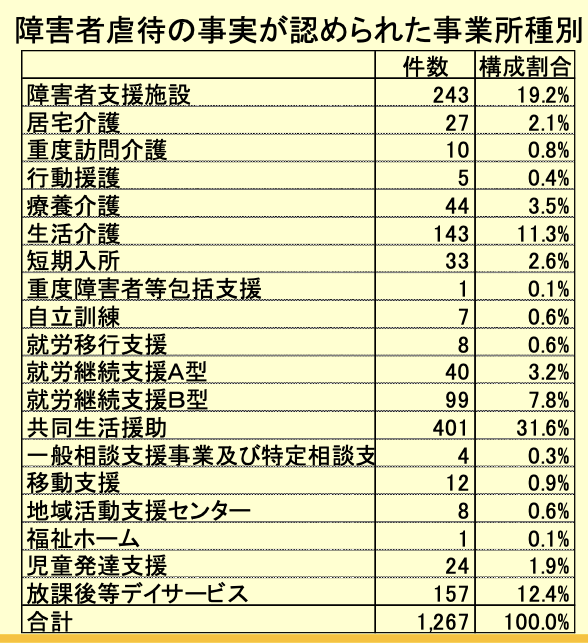 障害者虐待の事実が認められた事業所種別
件数 構成割合
障害者支援施設 243 19.2%
居宅介護 27 2.1%
重度訪問介護 10 0.8%
行動援護 5 0.4%
療養介護 44 3.5%
生活介護 143 11.3%
短期入所 33 2.6%
重度障害者等包括支援 1 0.1%
自立訓練 7 0.6%
就労移行支援 8 0.6%
就労継続支援A型 40 3.2%
就労継続支援B型 99 7.8%
共同生活援助 401 31.6%
一般相談支援事業及び特定相談支 4 0.3%
移動支援 12 0.9%
地域活動支援センター 8 0.6%
福祉ホーム 1 0.1%
児童発達支援 24 1.9%
放課後等デイサービス 157 12.4%
合計 1,267 100.0%